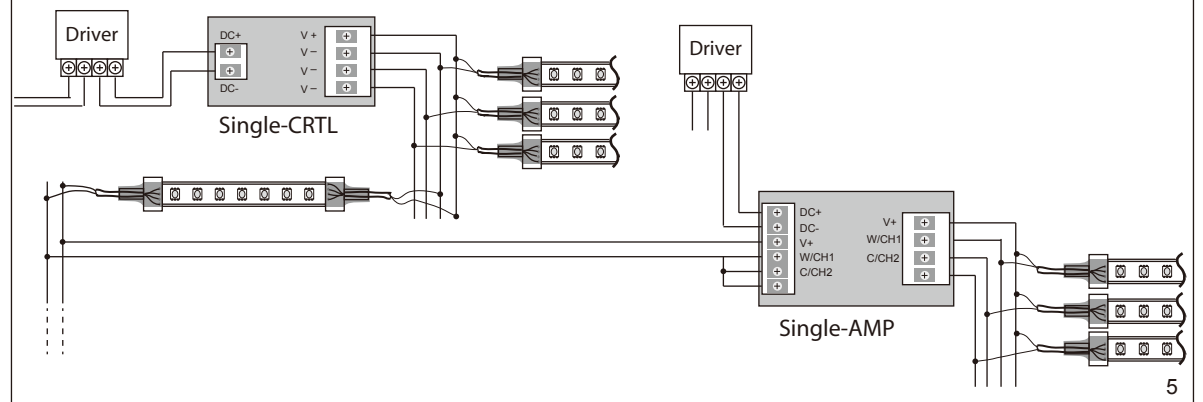 Driver
DC+
DC-
V +
V −
V −
V −
Single-CRTL
Driver
DC+
DC-
V+
W/CH1
C/CH2
V+
W/CH1
C/CH2
Single-AMP
5